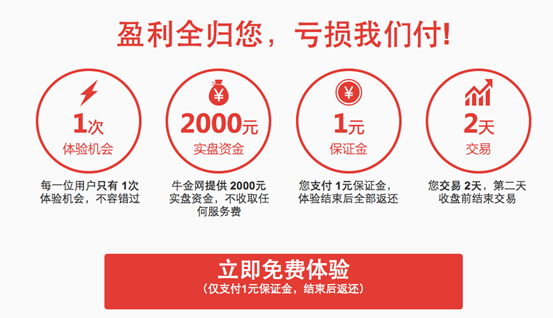 盈利全归您，亏损我们付!
1次
体验机会
2000元
实盘资金
1元
保证金
2天
交易
每一位用户只有 1次
体验机会，不容错过
牛金网提供 2000元
实盘资金，不收取任
何服务费
您支付 1元保证金，
体验结束后全部返还
您交易 2天，第二天
收盘前结束交易
立即免费体验
（仅支付1元保证金，结束后返还）